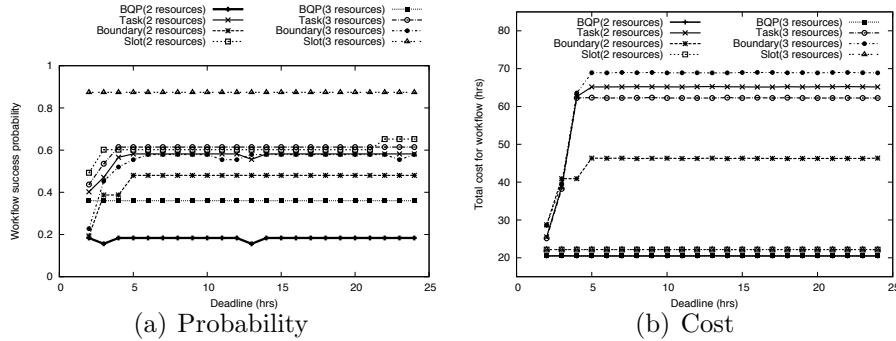 BQP(2 resources) BQP(3 resources)
Task(2 resources) Task(3 resources)
Boundary(2 resources) Boundary(3 resources)
Slot(2 resources) Slot(3 resources)
1
0.8
0.6
0.4
0.2
0
0 5 10 15 20 25
Workflow success probability
Deadline (hrs)
(a) Probability
BQP(2 resources) BQP(3 resources)
Task(2 resources) Task(3 resources)
Boundary(2 resources) Boundary(3 resources)
Slot(2 resources) Slot(3 resources)
100
90
80
70
60
50
40
30
20
0 5 10 15 20 25
Total cost for workflow (hrs)
Deadline (hrs)
(b) Cost